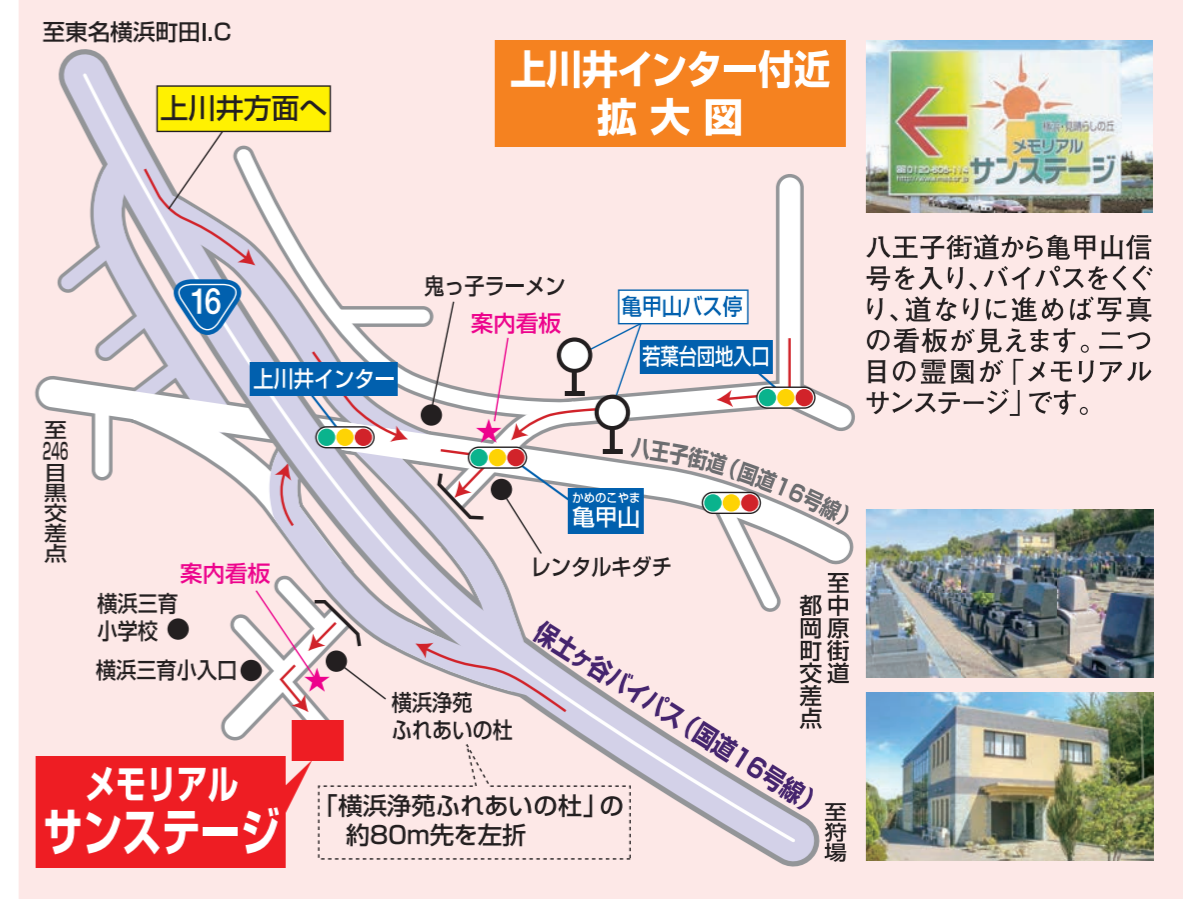 至東名横浜町田I.C
上川井インター付近
拡大図
上川井方面へ
横浜・見晴らしの丘
メモリアル
サンステージ
八王子街道から亀甲山信
号を入り、バイパスをくぐ
り、道なりに進めば写真
の看板が見えます。二つ
目の霊園が「メモリアル
サンステージ」です。
16
鬼っ子ラーメン
案内看板
亀甲山バス停
若葉台団地入口
上川井インター
至246目黒交差点
八王子街道(国道16号線)
かめのこやま
亀甲山
レンタルキダチ
至中原街道
都岡町交差点
案内看板
横浜三育
小学校
横浜三育小入口
横浜浄苑
ふれあいの杜
保土ヶ谷バイパス(国道16号線)
至狩場
メモリアル
サンステージ
「横浜浄苑ふれあいの杜」の
約80m先を左折